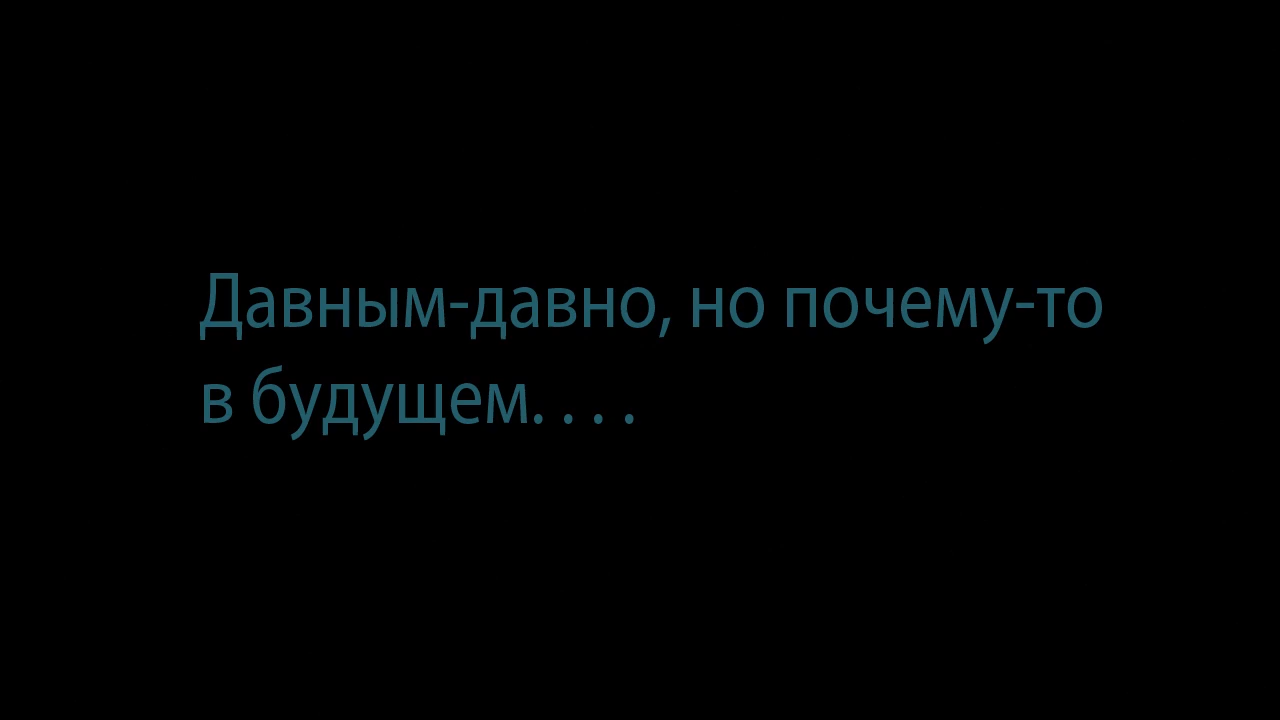 Давным-давно, но почему-то
в будущем. . . .